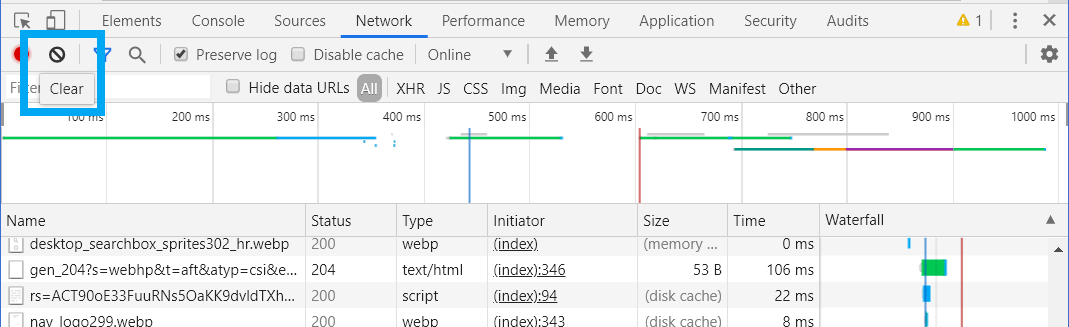 Elements Console Sources Network Performance Memory Application Security Audits 1
Preserve log Disable cache Online
Filter Clear Hide data URLs All XHR JS CSS Img Media Font Doc WS Manifest Other
100 ms 200 ms 300 ms 400 ms 500 ms 600 ms 700 ms 800 ms 900 ms 1000 ms
Name Status Type Initiator Size Time Waterfall
desktop_searchbox_sprites302_hr.webp 200 webp (index) (memory ... 0 ms
gen_204?s=webhp&t=aft&atyp=csi&e... 204 text/html (index):346 53 B 106 ms
rs=ACT90oE33FuuRNs5OaKK9dvIdTXh... 200 script (index):94 (disk cache) 22 ms
nav_logo299.webp 200 webp (index):343 (disk cache) 8 ms